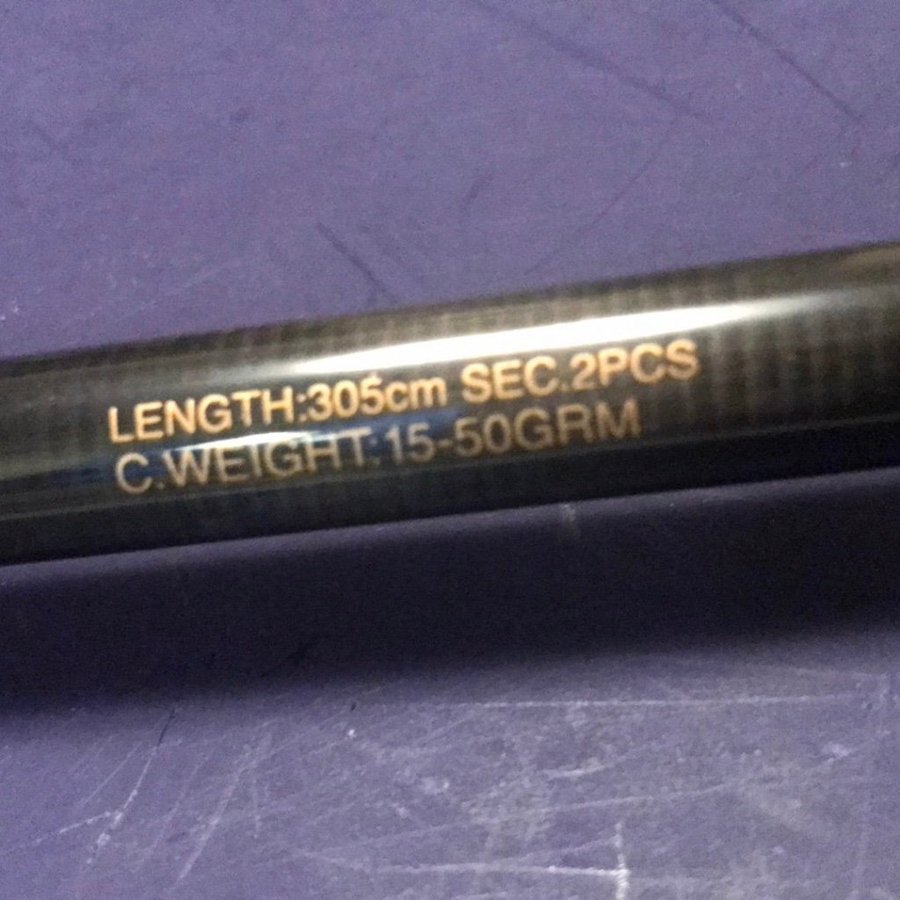 LENGTH:305cm SEC.2PCS
C.WEIGHT:15-50GRM